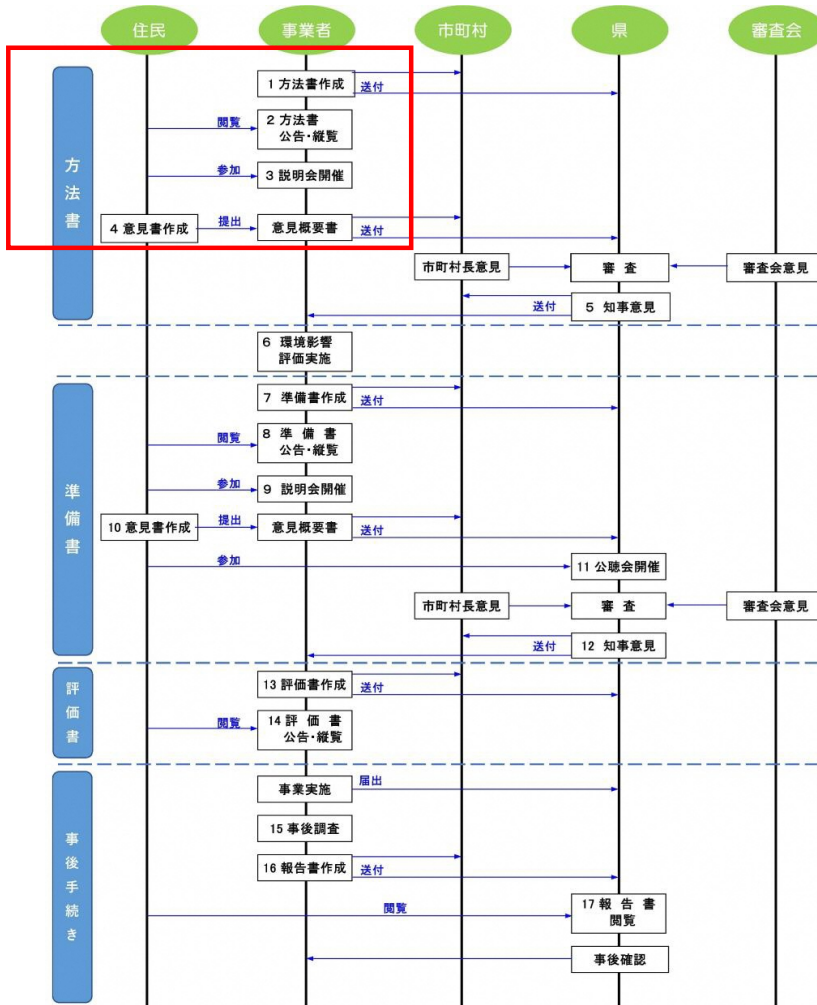 住民
事業者
市町村
県
審査会
方法書
1 方法書作成
送付
閲覧
2 方法書
公告・縦覧
参加
3 説明会開催
4 意見書作成
提出
意見概要書
送付
市町村長意見
審 査
審査会意見
送付
5 知事意見
6 環境影響
評価実施
準備書
7 準備書作成
送付
閲覧
8 準 備 書
公告・縦覧
参加
9 説明会開催
10 意見書作成
提出
意見概要書
送付
参加
11 公聴会開催
市町村長意見
審 査
審査会意見
送付
12 知事意見
評価書
13 評価書作成
送付
閲覧
14 評 価 書
公告・縦覧
事後手続き
事業実施
届出
15 事後調査
16 報告書作成
送付
閲覧
17 報 告 書
閲覧
事後確認